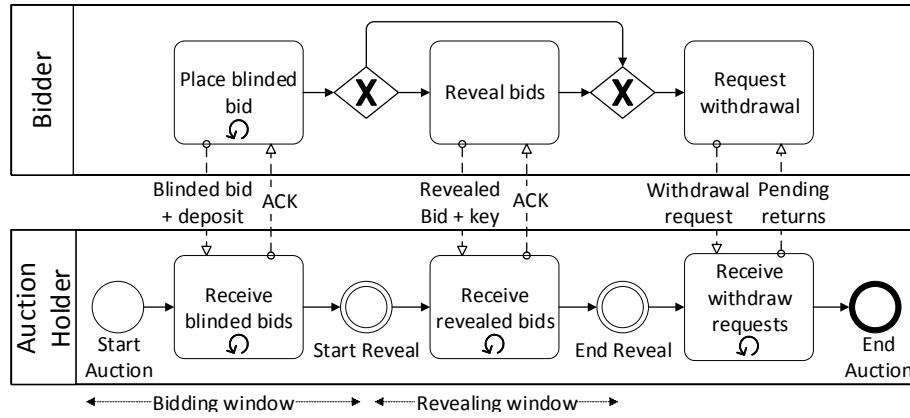 Bidder
Place blinded
bid
X
Reveal bids
X
Request
withdrawal
Blinded bid
+ deposit
ACK
Revealed
Bid + key
ACK
Withdrawal
request
Pending
returns
Auction
Holder
Start
Auction
Receive
blinded bids
Start Reveal
Receive
revealed bids
End Reveal
Receive
withdraw
requests
End
Auction
Bidding window
Revealing window